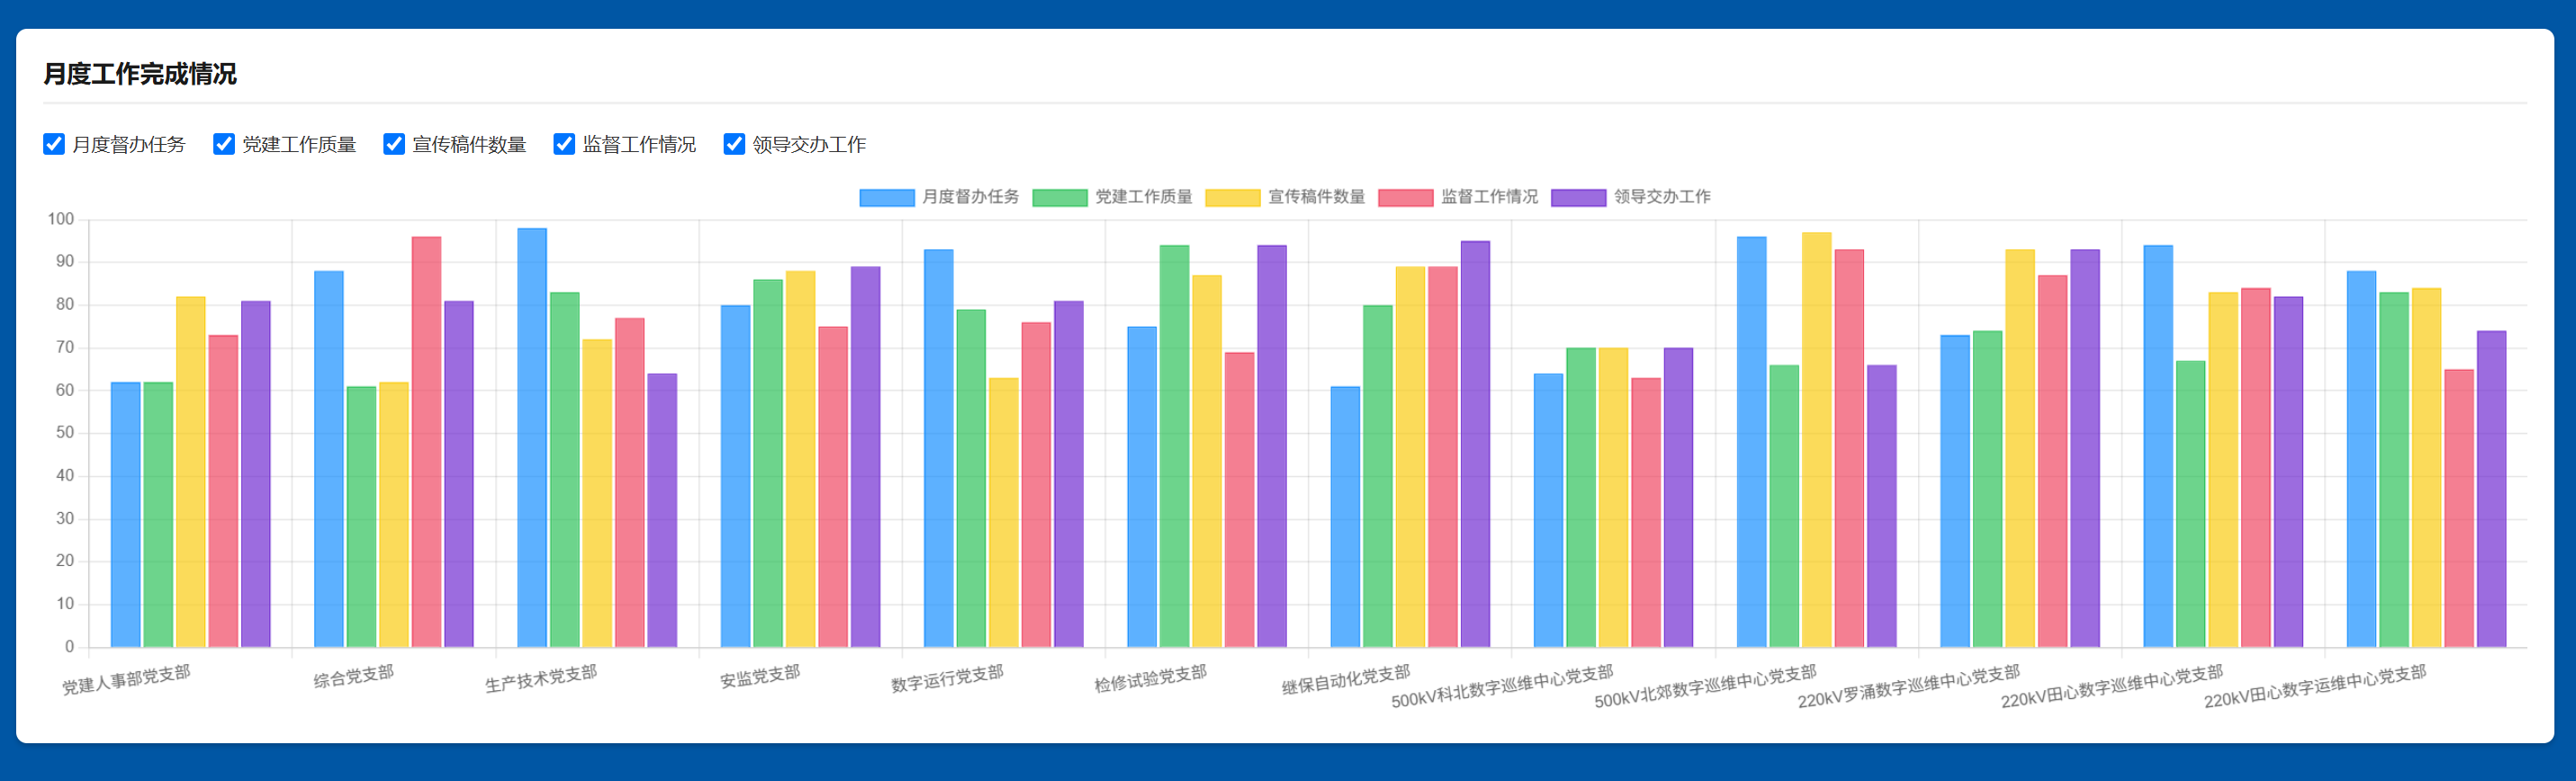 月度工作完成情况
月度督办任务 党建工作质量 宣传稿件数量 监督工作情况 领导交办工作
月度督办任务 党建工作质量 宣传稿件数量 监督工作情况 领导交办工作
100
90
80
70
60
50
40
30
20
10
0
党建人事部党支部
综合党支部
生产技术党支部
安监党支部
数字运行党支部
检修试验党支部
继保自动化党支部
500kV科北数字巡维中心党支部
500kV北郊数字巡维中心党支部
220kV罗涌数字巡维中心党支部
220kV田心数字巡维中心党支部
220kV田心数字运维中心党支部